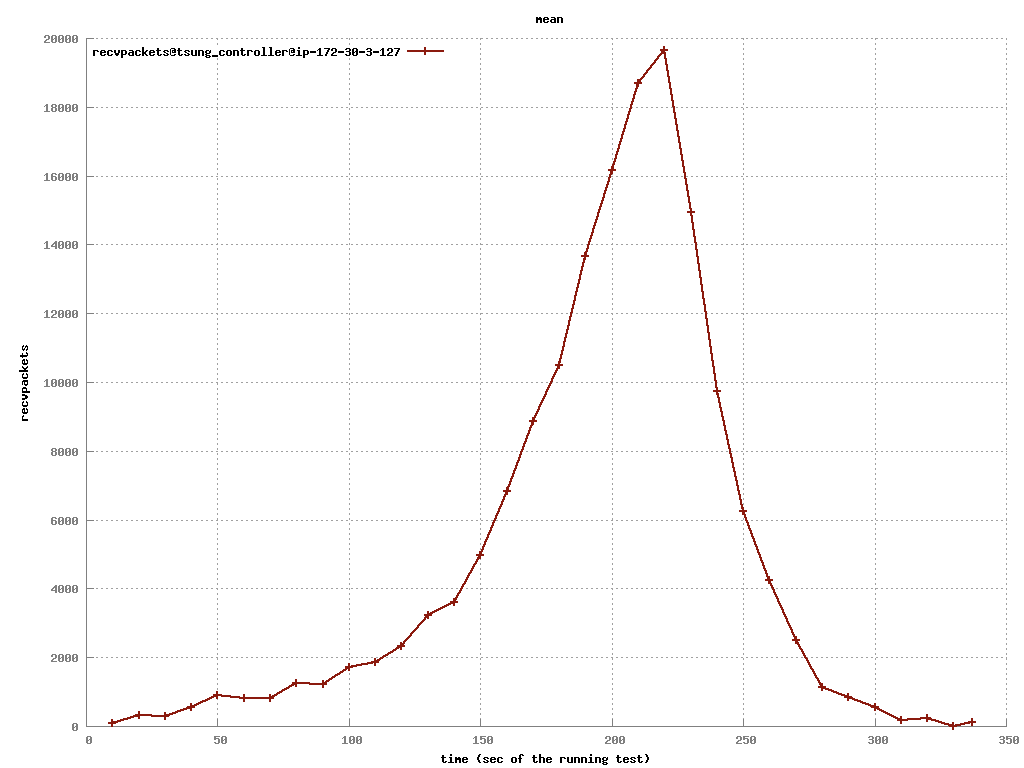 mean
recvpackets@tsung_controller@ip-172-30-3-127
20000
18000
16000
14000
12000
10000
8000
6000
4000
2000
0
recvpackets
0 50 100 150 200 250 300 350
time (sec of the running test)